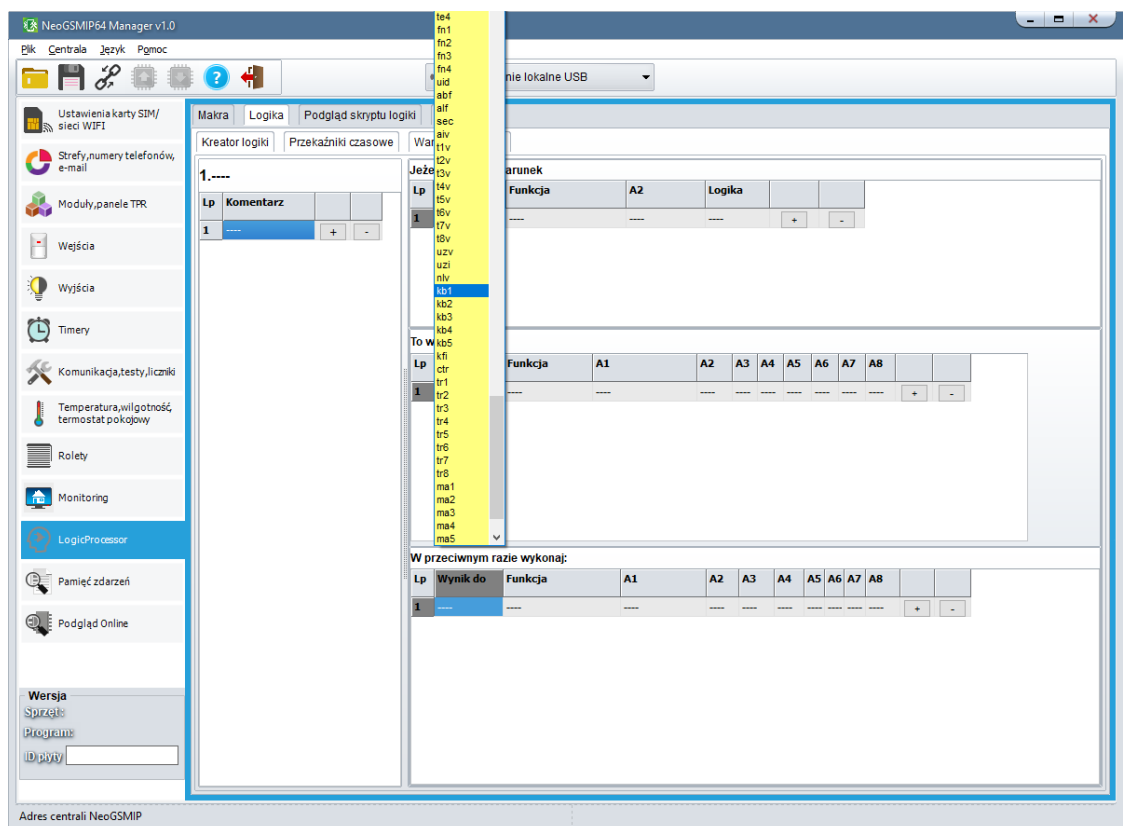 NeoGSMIP64 Manager v1.0
Plik Centrala Język Pomoc
nie lokalne USB
Ustawienia karty SIM/
sieci WIFI
Strefy,numery telefonów,
e-mail
Moduły,panele TPR
Wejścia
Wyjścia
Timery
Komunikacja,testy,liczniki
Temperatura,wilgotność,
termostat pokojowy
Rolety
Monitoring
LogicProcessor
Pamięć zdarzeń
Podgląd Online
Wersja
Sprzęt:
Program:
ID płyty
Makra Logika Podgląd skryptu logiki
Kreator logiki Przekaźniki czasowe War
1.----
Lp Komentarz
1 ---- + -
te4
fn1
fn2
fn3
fn4
uid
abf
alf
sec
aiv
t1v
t2v
t3v
t4v
t5v
t6v
t7v
t8v
uzv
uzi
nlv
kb1
kb2
kb3
kb4
kb5
kfi
ctr
tr1
tr2
tr3
tr4
tr5
tr6
tr7
tr8
ma1
ma2
ma3
ma4
ma5
Jeże arunek
Lp Funkcja A2 Logika
1 ---- ---- ---- + -
To w
Lp Funkcja A1 A2 A3 A4 A5 A6 A7 A8
1 ---- ---- ---- ---- ---- ---- ---- ---- ---- + -
W przeciwnym razie wykonaj:
Lp Wynik do Funkcja A1 A2 A3 A4 A5 A6 A7 A8
1 ---- ---- ---- ---- ---- ---- ---- ---- ---- ---- + -
Adres centrali NeoGSMIP